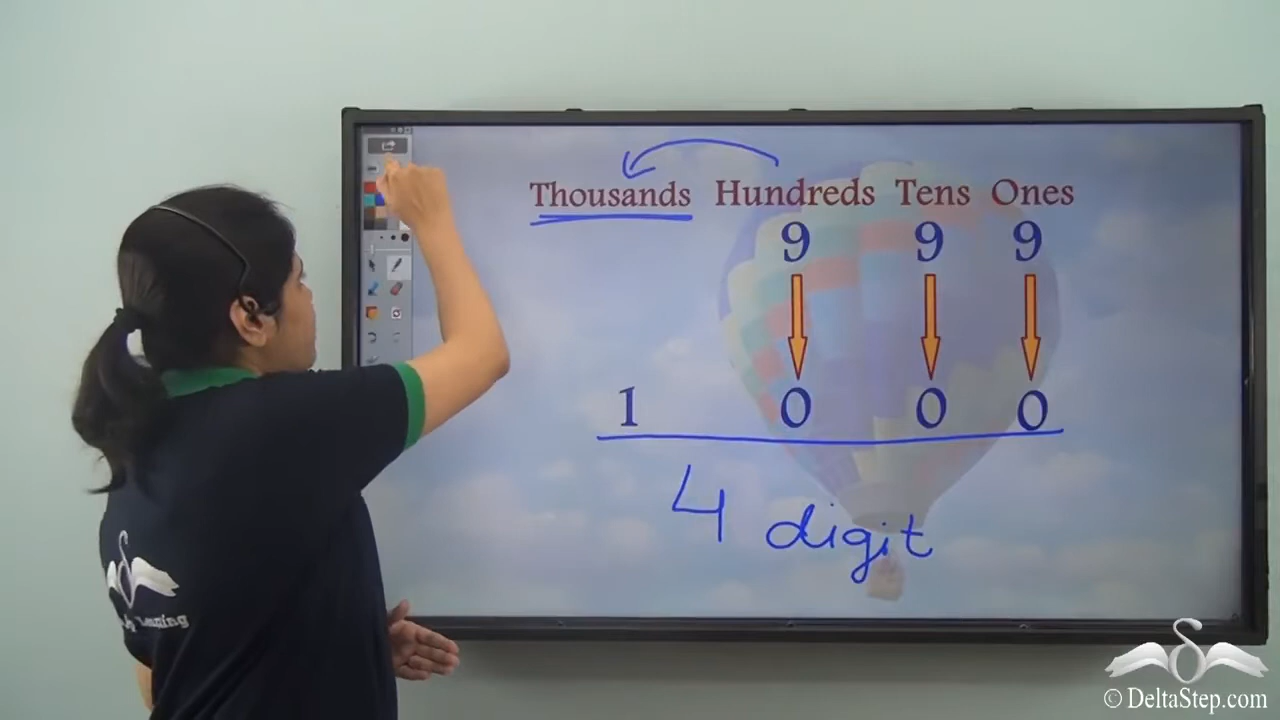 Thousands Hundreds Tens Ones
9 9 9
1 0 0 0
4 digit
© DeltaStep.com